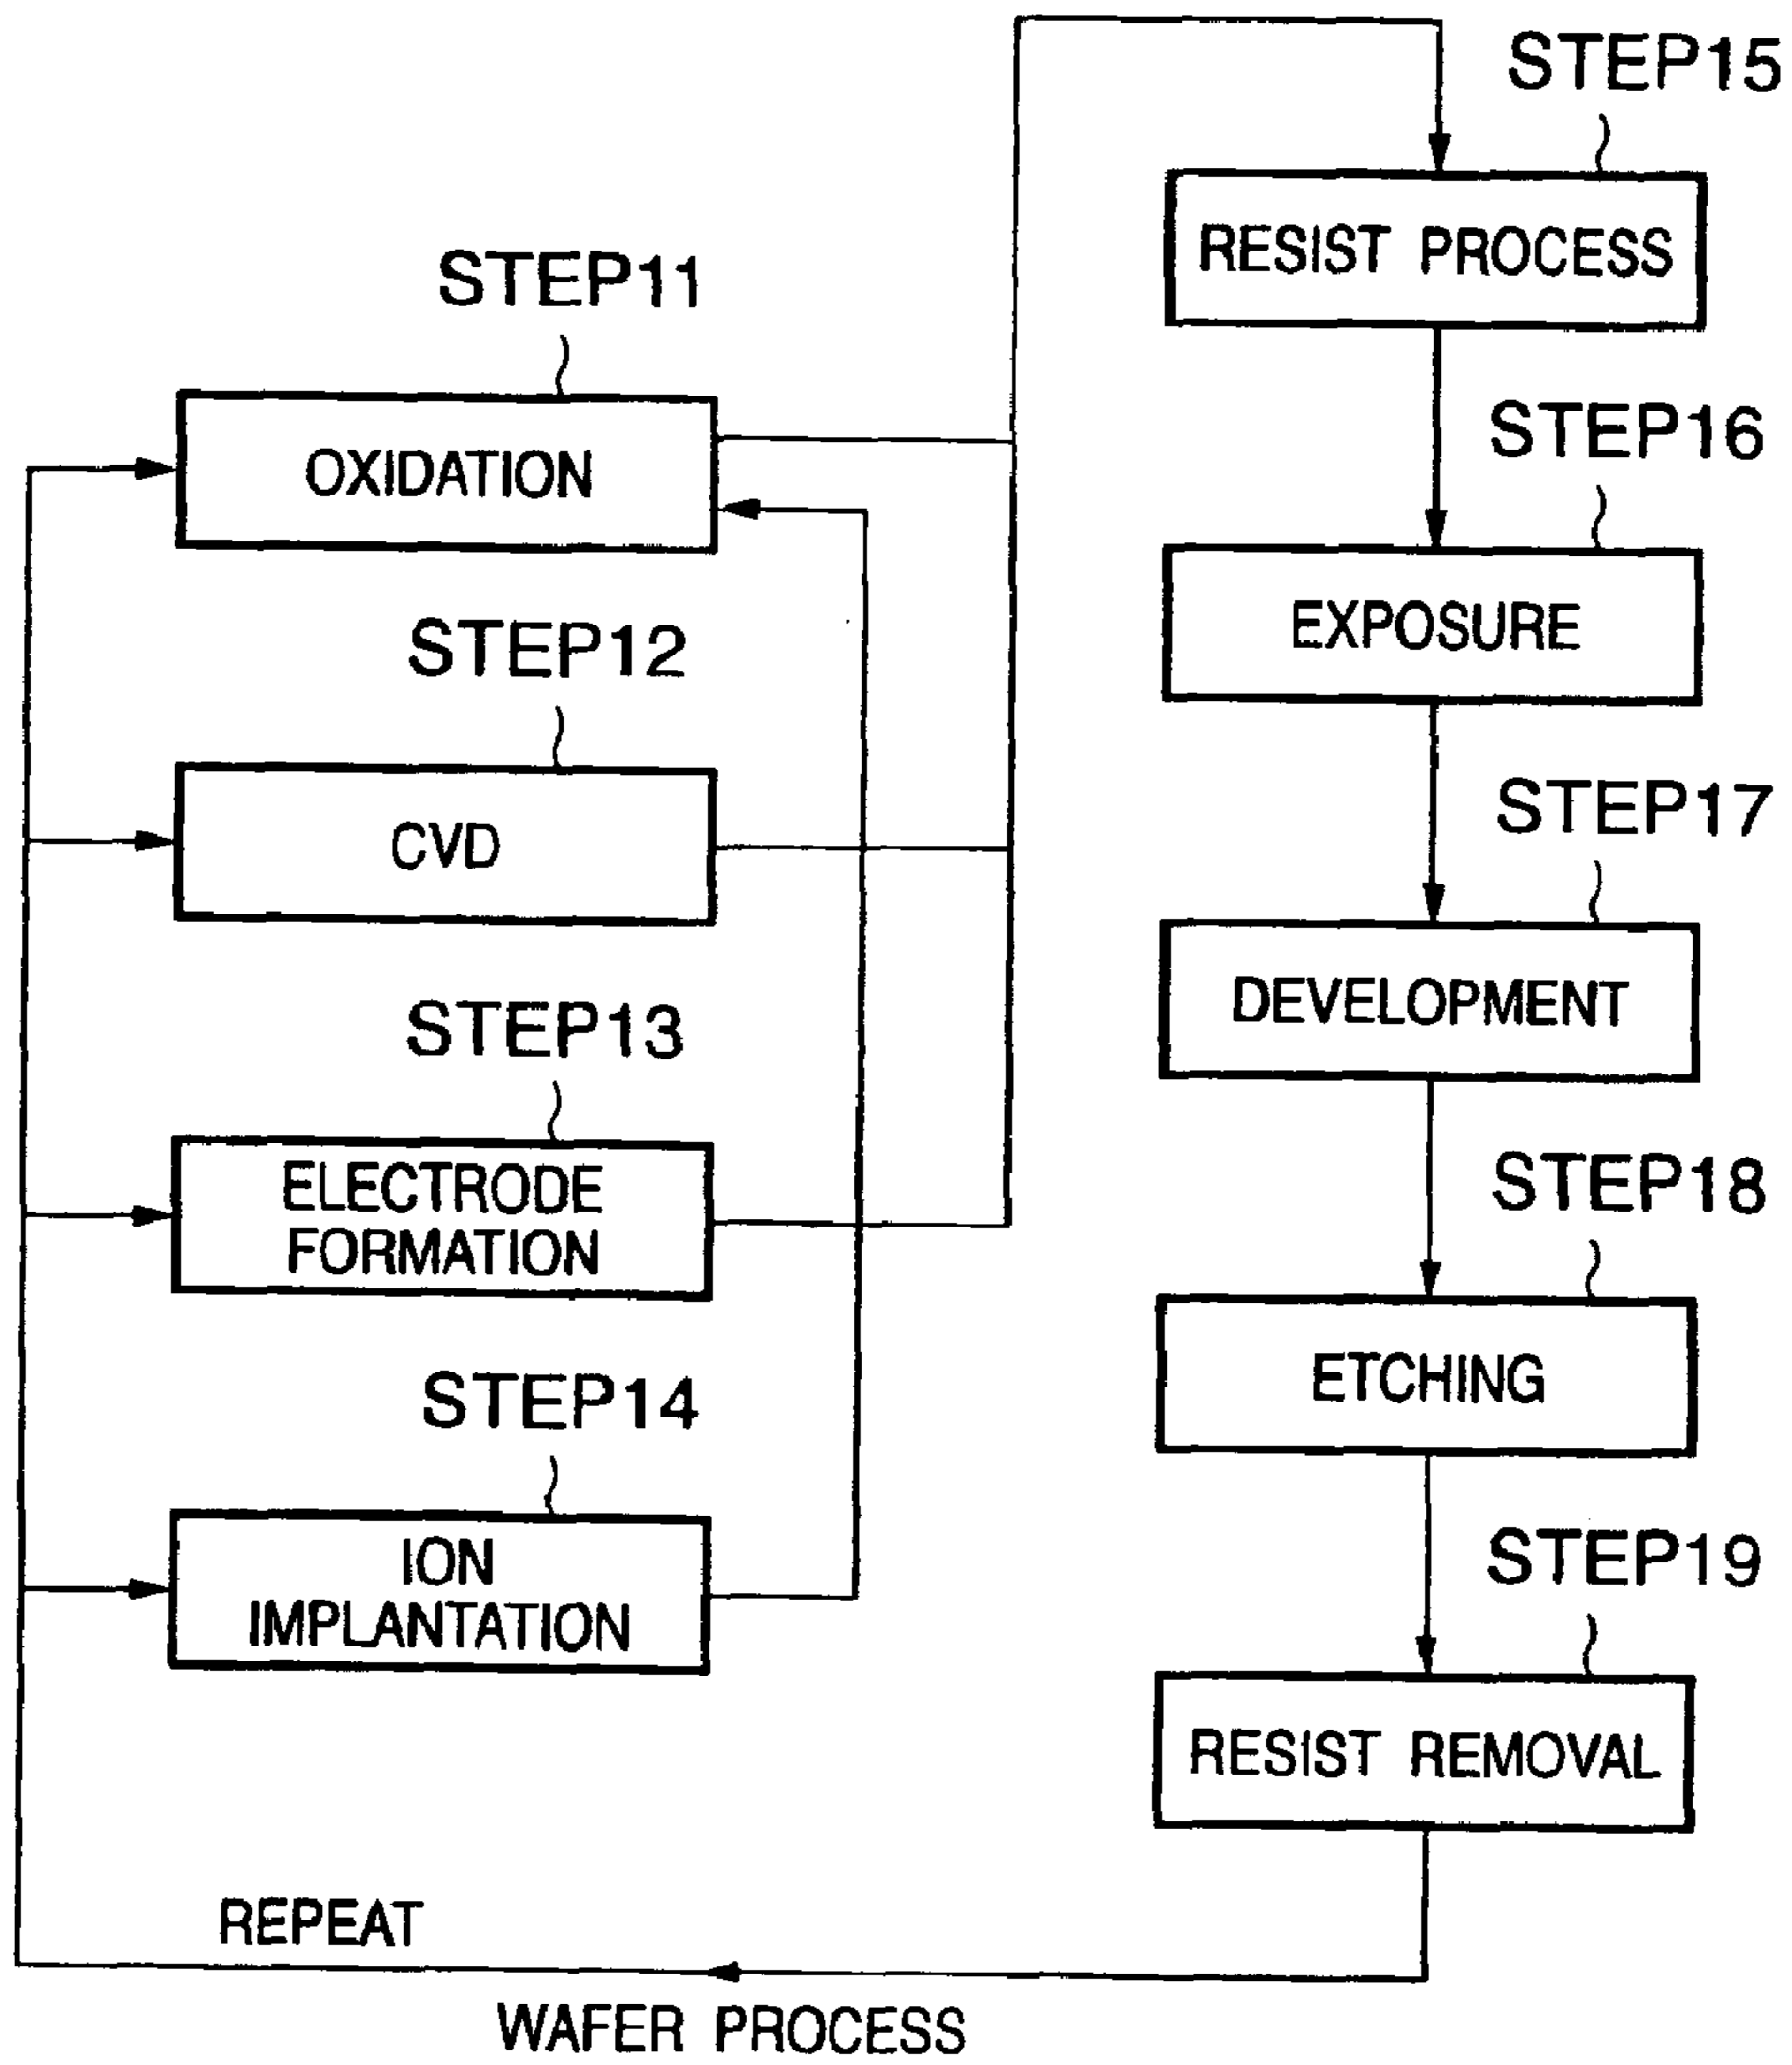 STEP11
OXIDATION
STEP12
CVD
STEP13
ELECTRODE
FORMATION
STEP14
ION
IMPLANTATION
STEP15
RESIST PROCESS
STEP16
EXPOSURE
STEP17
DEVELOPMENT
STEP18
ETCHING
STEP19
RESIST REMOVAL
REPEAT
WAFER PROCESS